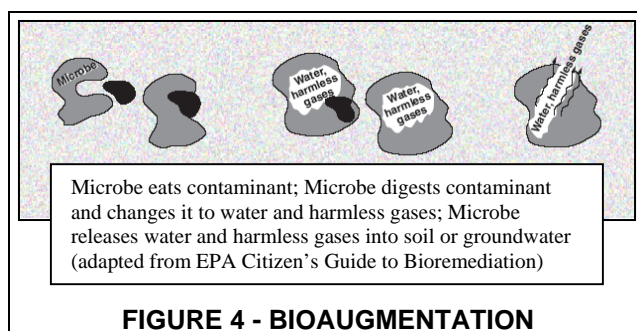 Microbe
Water,
harmless
gases
Water,
harmless
gases
Water, harmless gases
Microbe eats contaminant; Microbe digests contaminant
and changes it to water and harmless gases; Microbe
releases water and harmless gases into soil or groundwater
(adapted from EPA Citizen’s Guide to Bioremediation)
FIGURE 4 - BIOAUGMENTATION